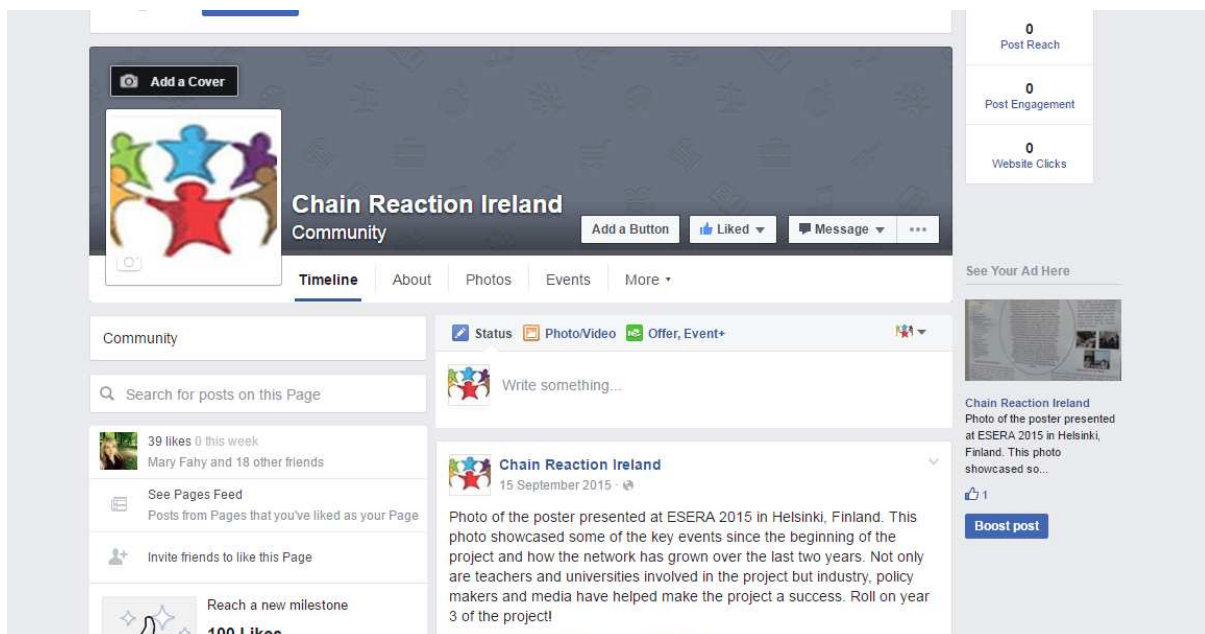 Add a Cover
Chain Reaction Ireland
Community
Add a Button
Liked
Message
Timeline
About
Photos
Events
More
Community
Search for posts on this Page
39 likes 0 this week
Mary Fahy and 18 other friends
See Pages Feed
Posts from Pages that you've liked as your Page
Invite friends to like this Page
Reach a new milestone
100 Likes
Status
Photo/Video
Offer, Event+
Write something...
Chain Reaction Ireland
15 September 2015
Photo of the poster presented at ESERA 2015 in Helsinki, Finland. This
photo showcased some of the key events since the beginning of the
project and how the network has grown over the last two years. Not only
are teachers and universities involved in the project but industry, policy
makers and media have helped make the project a success. Roll on year
3 of the project!
0
Post Reach
0
Post Engagement
0
Website Clicks
See Your Ad Here
Chain Reaction Ireland
Photo of the poster presented
at ESERA 2015 in Helsinki,
Finland. This photo
showcased so...
1
Boost post